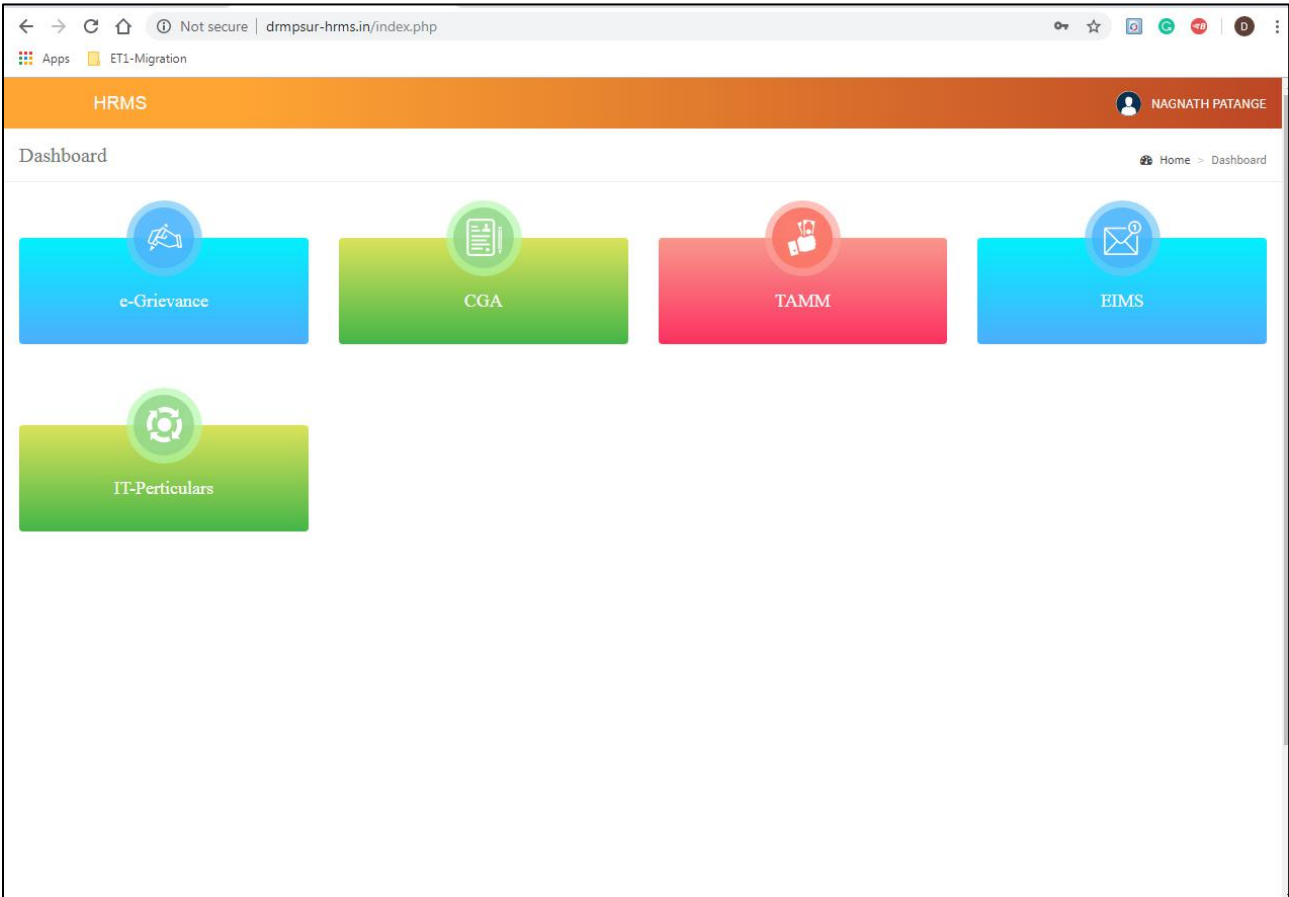 Not secure | drmpsur-hrms.in/index.php
D
Apps ET1-Migration
HRMS
NAGNATH PATANGE
Dashboard
Home > Dashboard
e-Grievance
CGA
TAMM
1
EIMS
IT-Perticulars